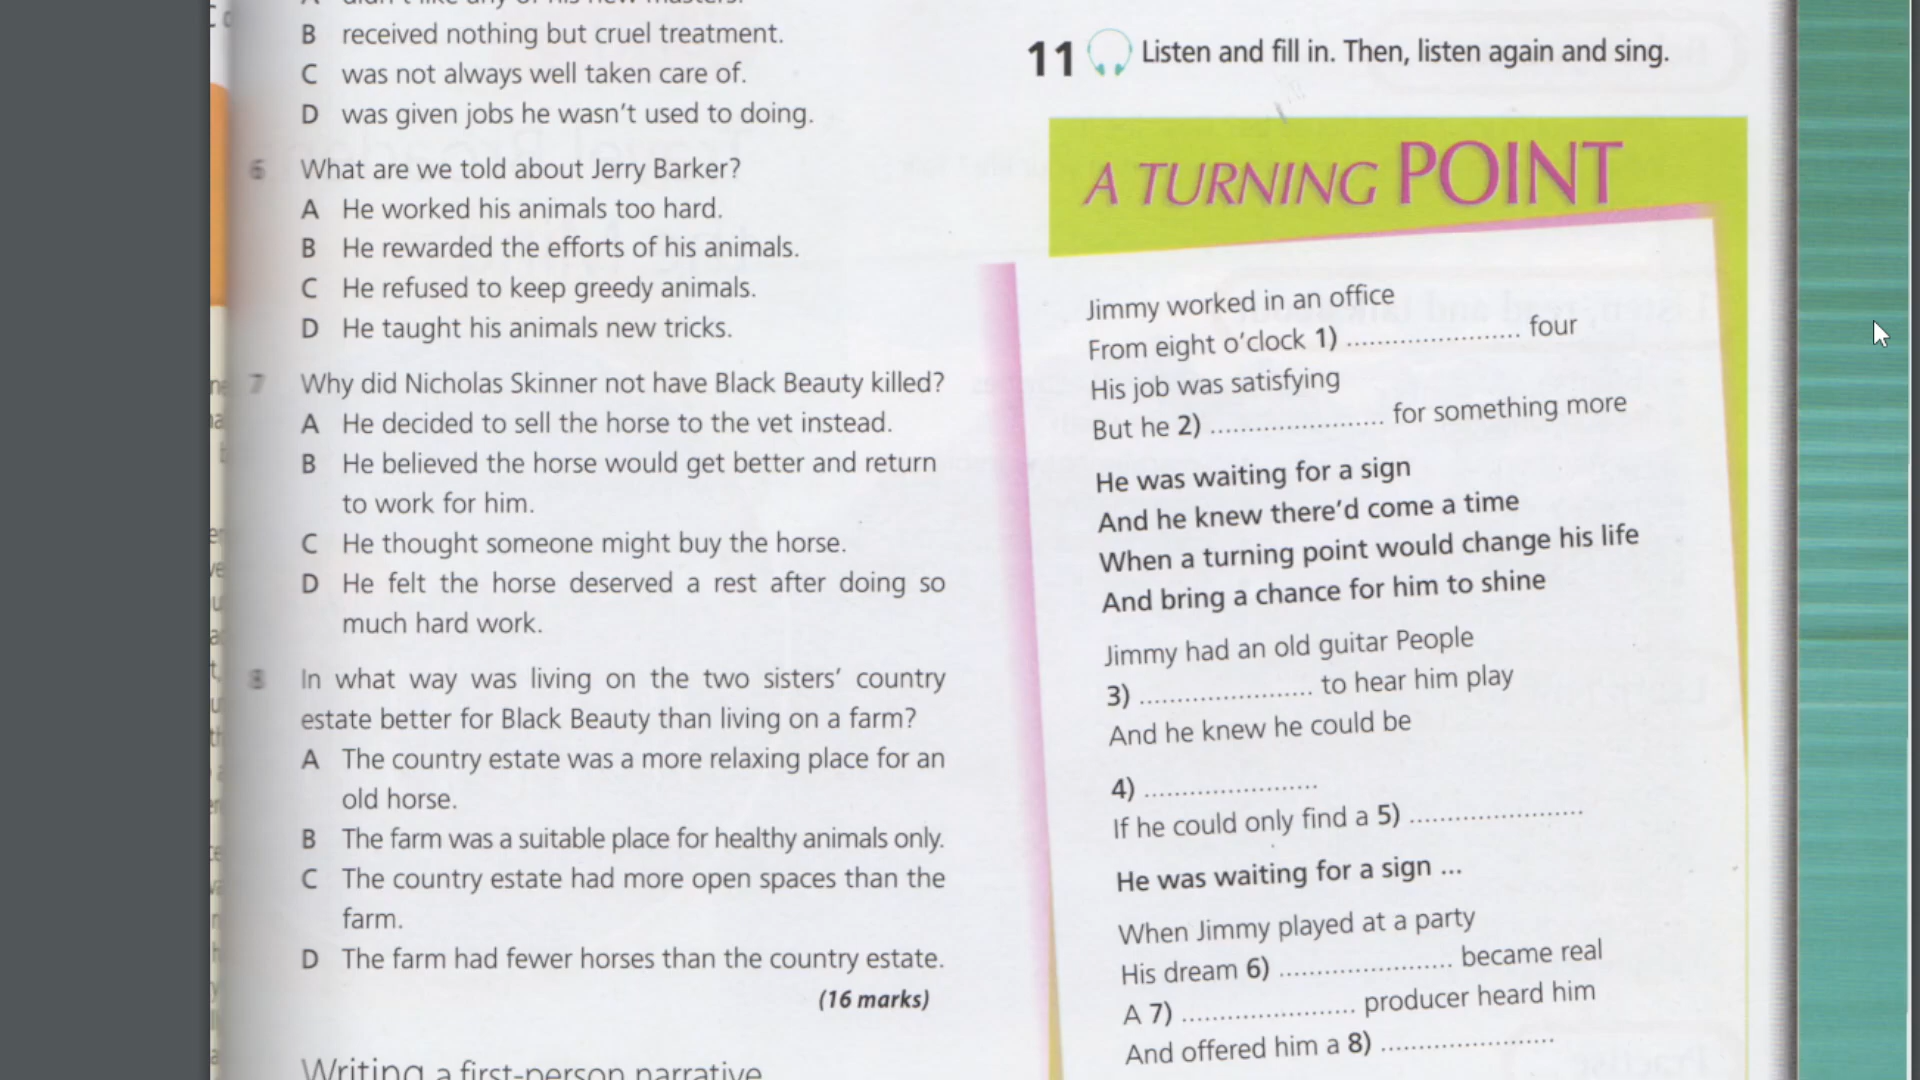 B received nothing but cruel treatment.
C was not always well taken care of.
D was given jobs he wasn't used to doing.
6 What are we told about Jerry Barker?
A He worked his animals too hard.
B He rewarded the efforts of his animals.
C He refused to keep greedy animals.
D He taught his animals new tricks.
7 Why did Nicholas Skinner not have Black Beauty killed?
A He decided to sell the horse to the vet instead.
B He believed the horse would get better and return
to work for him.
C He thought someone might buy the horse.
D He felt the horse deserved a rest after doing so
much hard work.
8 In what way was living on the two sisters' country
estate better for Black Beauty than living on a farm?
A The country estate was a more relaxing place for an
old horse.
B The farm was a suitable place for healthy animals only.
C The country estate had more open spaces than the
farm.
D The farm had fewer horses than the country estate.
(16 marks)
Writing a first-person narrative
11 Listen and fill in. Then, listen again and sing.
A TURNING POINT
Jimmy worked in an office
From eight o'clock 1) ...................... four
His job was satisfying
But he 2) ...................... for something more
He was waiting for a sign
And he knew there'd come a time
When a turning point would change his life
And bring a chance for him to shine
Jimmy had an old guitar People
3) ...................... to hear him play
And he knew he could be
4) ......................
If he could only find a 5) ......................
He was waiting for a sign ...
When Jimmy played at a party
His dream 6) ...................... became real
A 7) ...................... producer heard him
And offered him a 8) ......................